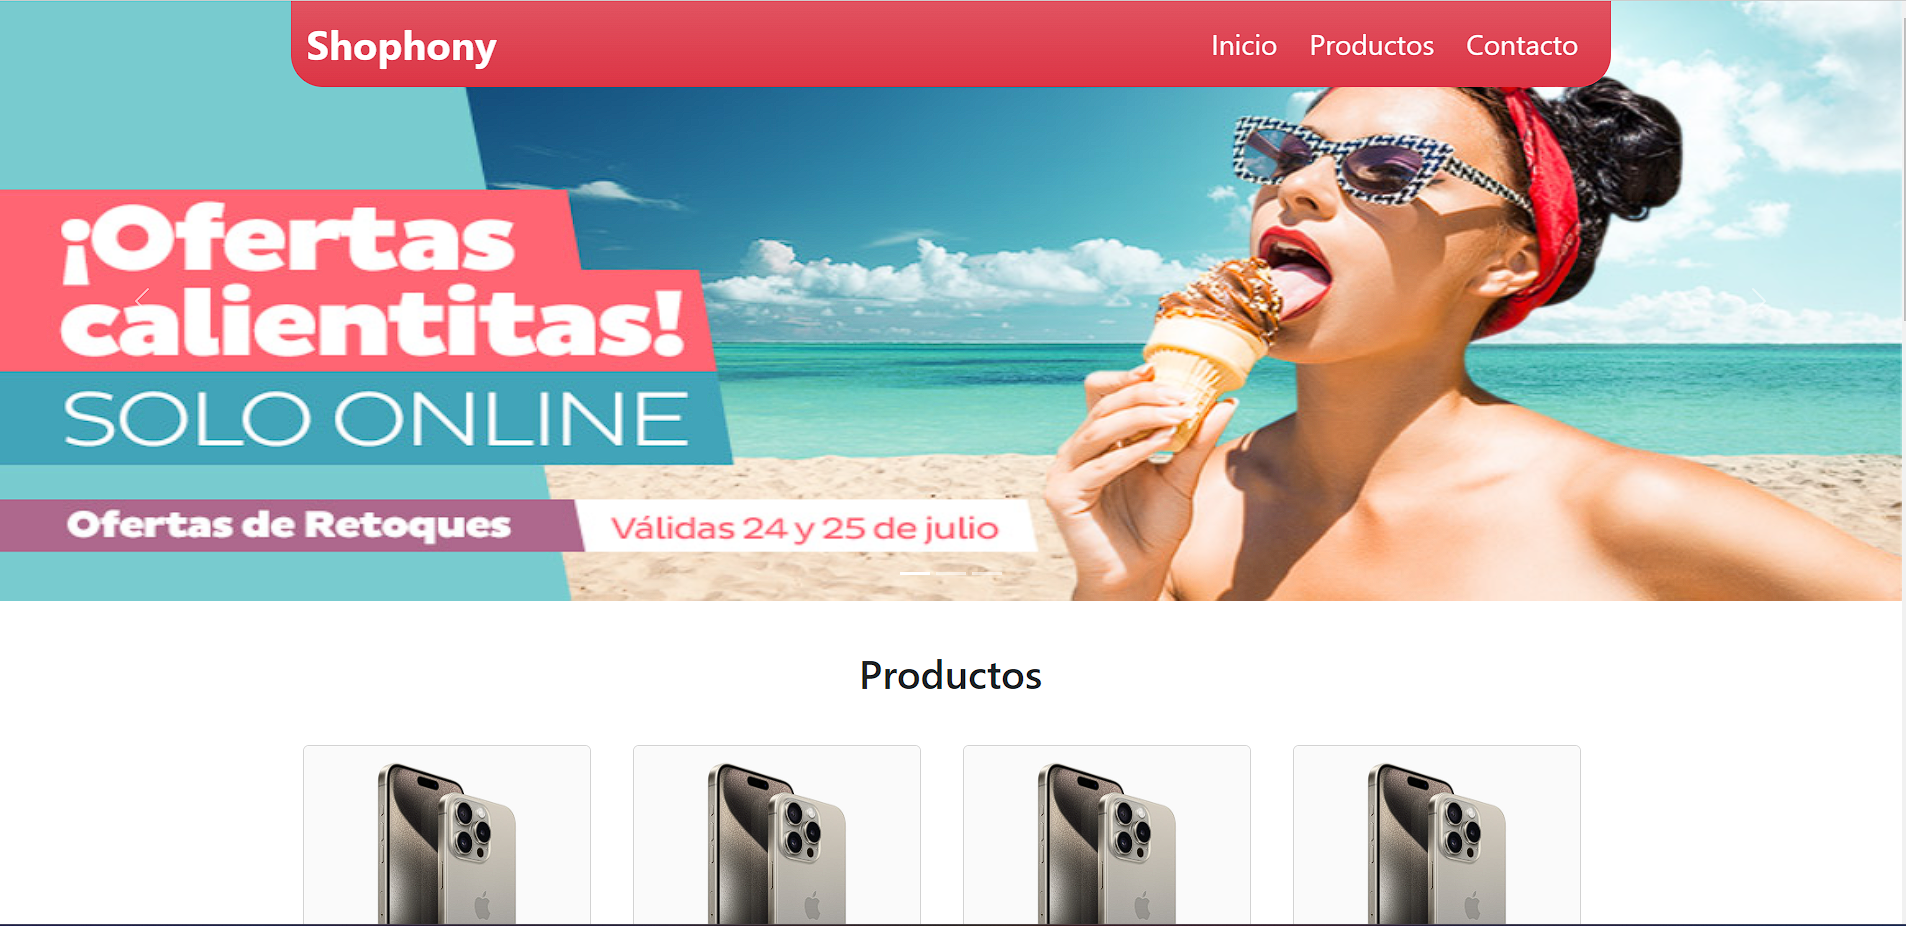 Shophony
Inicio Productos Contacto
¡Ofertas
calientitas!
SOLO ONLINE
Ofertas de Retoques
Válidas 24 y 25 de julio
Productos